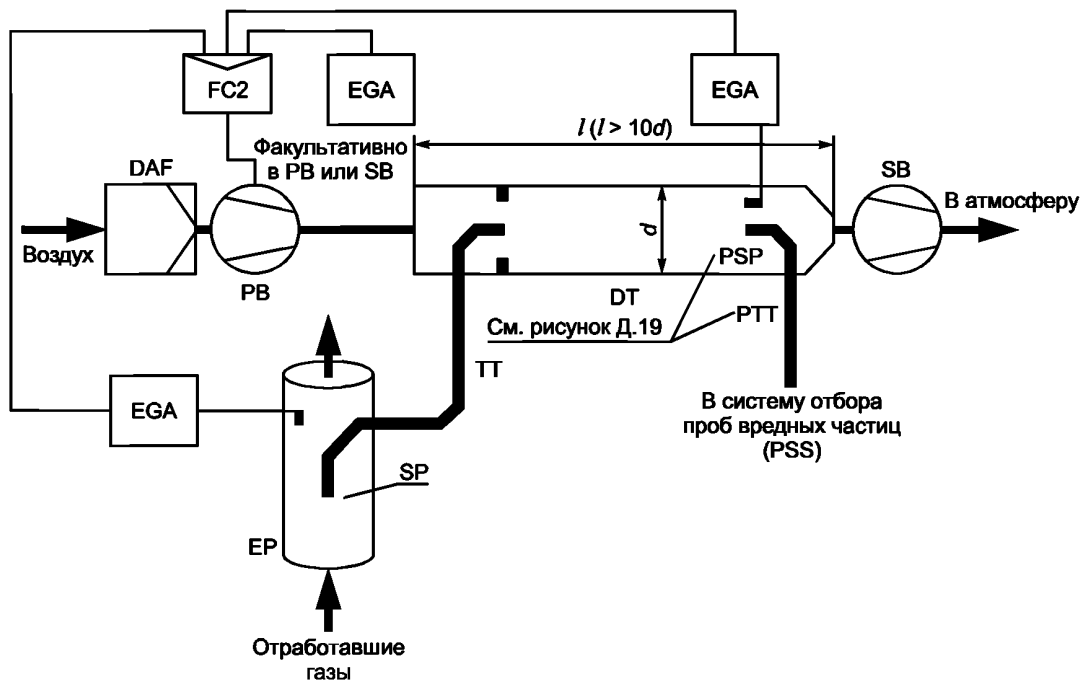 FC2
EGA
EGA
l (l > 10d)
Факультативно
в PB или SB
DAF
SB
В атмосферу
Воздух
d
PB
PSP
DT
PTT
См. рисунок Д.19
TT
EGA
В систему отбора
проб вредных частиц
(PSS)
SP
EP
Отработавшие
газы